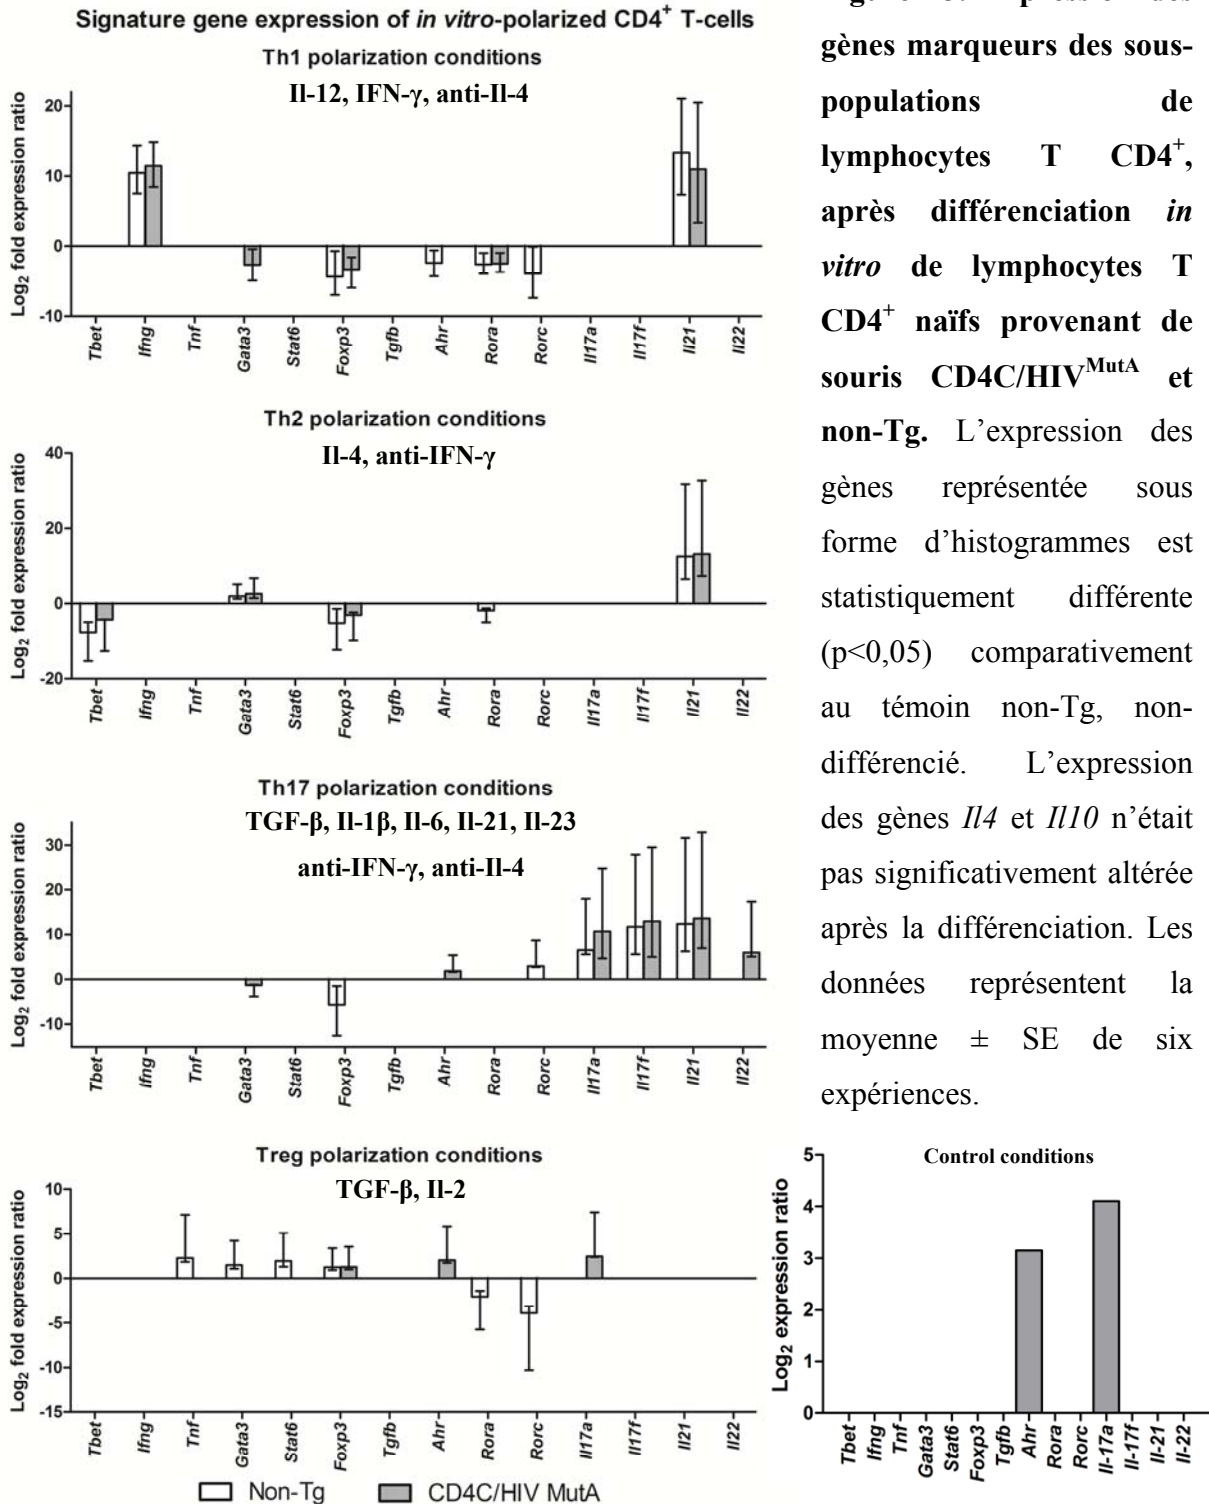 Signature gene expression of in vitro-polarized CD4+ T-cells
Th1 polarization conditions
Il-12, IFN-γ, anti-Il-4
Log2 fold expression ratio
20
10
0
-10
Tbet
Ifng
Tnf
Gata3
Stat6
Foxp3
Tgfb
Ahr
Rora
Rorc
Il17a
Il17f
Il21
Il22
Th2 polarization conditions
Il-4, anti-IFN-γ
Log2 fold expression ratio
40
20
0
-20
Tbet
Ifng
Tnf
Gata3
Stat6
Foxp3
Tgfb
Ahr
Rora
Rorc
Il17a
Il17f
Il21
Il22
Th17 polarization conditions
TGF-β, Il-1β, Il-6, Il-21, Il-23
anti-IFN-γ, anti-Il-4
Log2 fold expression ratio
30
20
10
0
-10
Tbet
Ifng
Tnf
Gata3
Stat6
Foxp3
Tgfb
Ahr
Rora
Rorc
Il17a
Il17f
Il21
Il22
Treg polarization conditions
TGF-β, Il-2
Log2 fold expression ratio
10
5
0
-5
-10
-15
Tbet
Ifng
Tnf
Gata3
Stat6
Foxp3
Tgfb
Ahr
Rora
Rorc
Il17a
Il17f
Il21
Il22
Non-Tg
CD4C/HIV MutA
des
gènes marqueurs des sous-
populations de
lymphocytes T CD4+,
après différenciation in
vitro de lymphocytes T
CD4+ naïfs provenant de
souris CD4C/HIVMutA et
non-Tg. L’expression des
gènes représentée sous
forme d’histogrammes est
statistiquement différente
(p<0,05) comparativement
au témoin non-Tg, non-
différencié. L’expression
des gènes Il4 et Il10 n’était
pas significativement altérée
après la différenciation. Les
données représentent la
moyenne ± SE de six
expériences.
Control conditions
Log2 expression ratio
5
4
3
2
1
0
Tbet
Ifng
Tnf
Gata3
Stat6
Foxp3
Tgfb
Ahr
Rora
Rorc
Il-17a
Il-17f
Il-21
Il-22